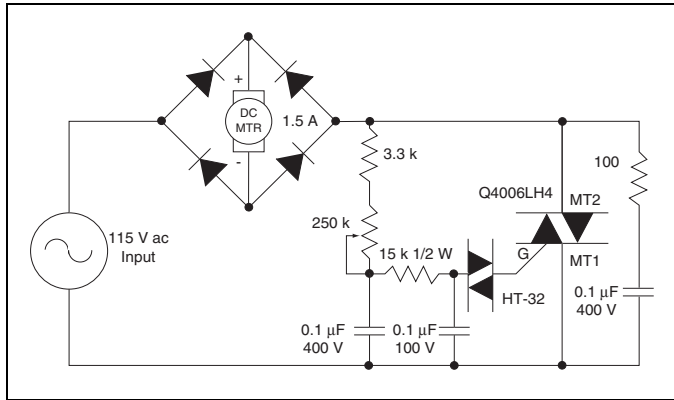 +
DC
MTR
1.5 A
-
3.3 k
100
Q4006LH4
MT2
250 k
15 k 1/2 W
G
MT1
115 V ac
Input
HT-32
0.1 μF
400 V
0.1 μF
400 V
0.1 μF
100 V